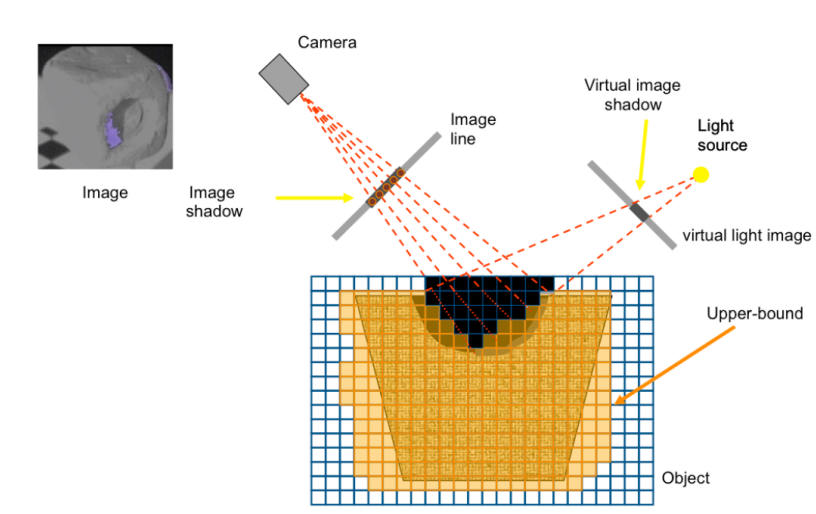 Camera
Virtual image
shadow
Image
line
Light
source
Image
Image
shadow
virtual light image
Upper-bound
Object